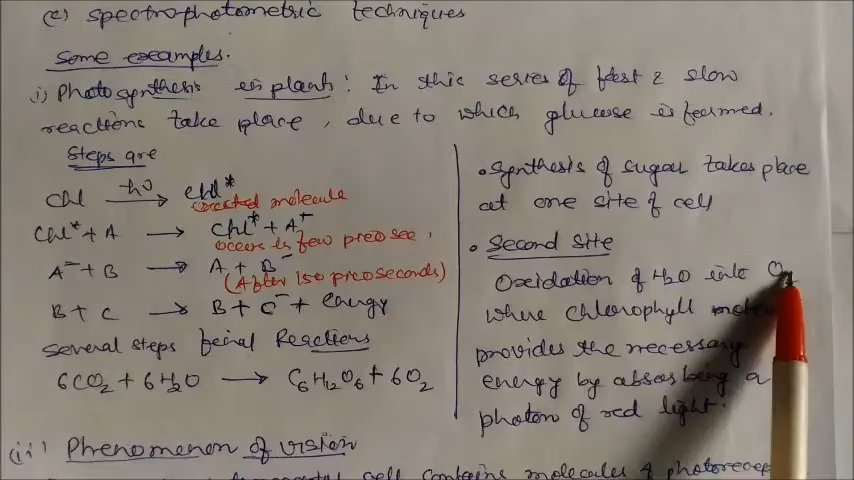 (c) spectrophotometric techniques
Some examples.
i) Photosynthesis in plants: In this series of fast & slow
reactions take place, due to which glucose is formed.
Steps are
Chl hν → Chl*
excited molecule
Chl* + A → Chl* + A⁻
occurs in few picosec.
A⁻ + B → A + B⁻
(After 150 picoseconds)
B + C → B + C⁻ + Energy
Several steps final Reactions
6CO₂ + 6H₂O → C₆H₁₂O₆ + 6O₂
• Synthesis of sugar takes place
at one site of cell
• Second site
Oxidation of H₂O into O₂
where chlorophyll
provides the necessary
energy by absorbing a
photon of red light.
(ii) Phenomenon of vision
cell contains molecules of